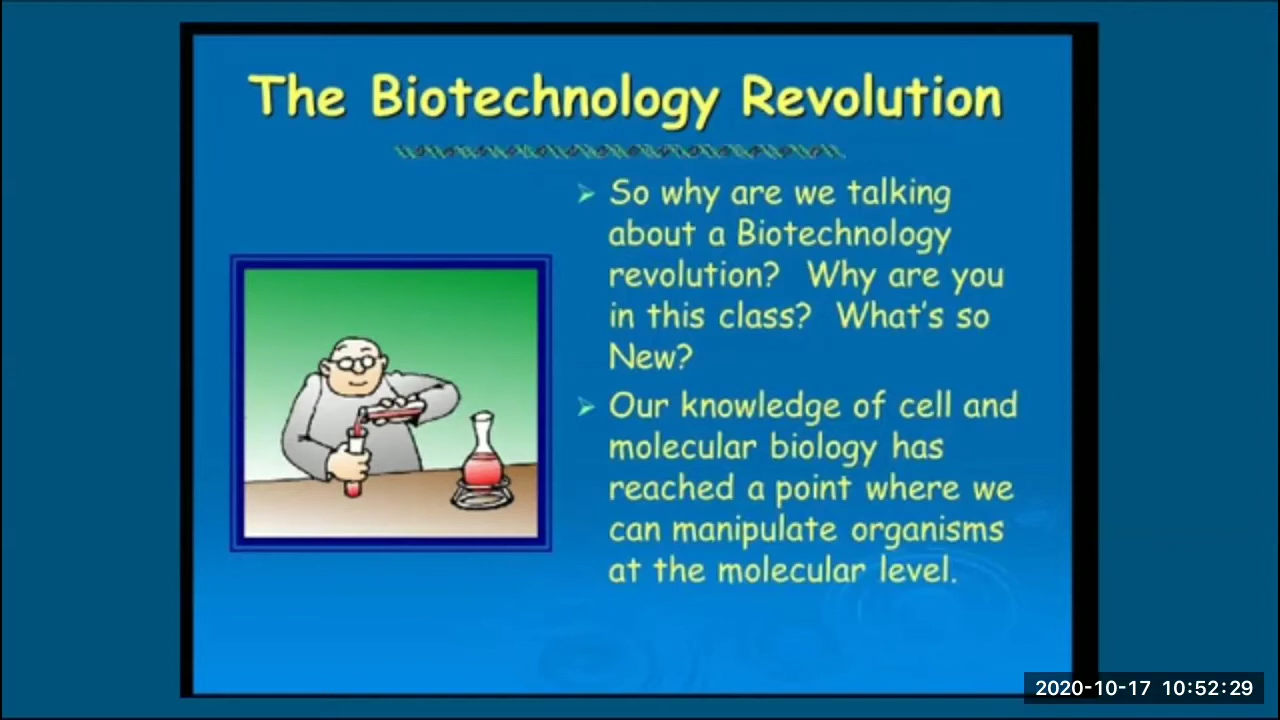 The Biotechnology Revolution
➢ So why are we talking
about a Biotechnology
revolution? Why are you
in this class? What's so
New?
➢ Our knowledge of cell and
molecular biology has
reached a point where we
can manipulate organisms
at the molecular level.
2020-10-17 10:52:29